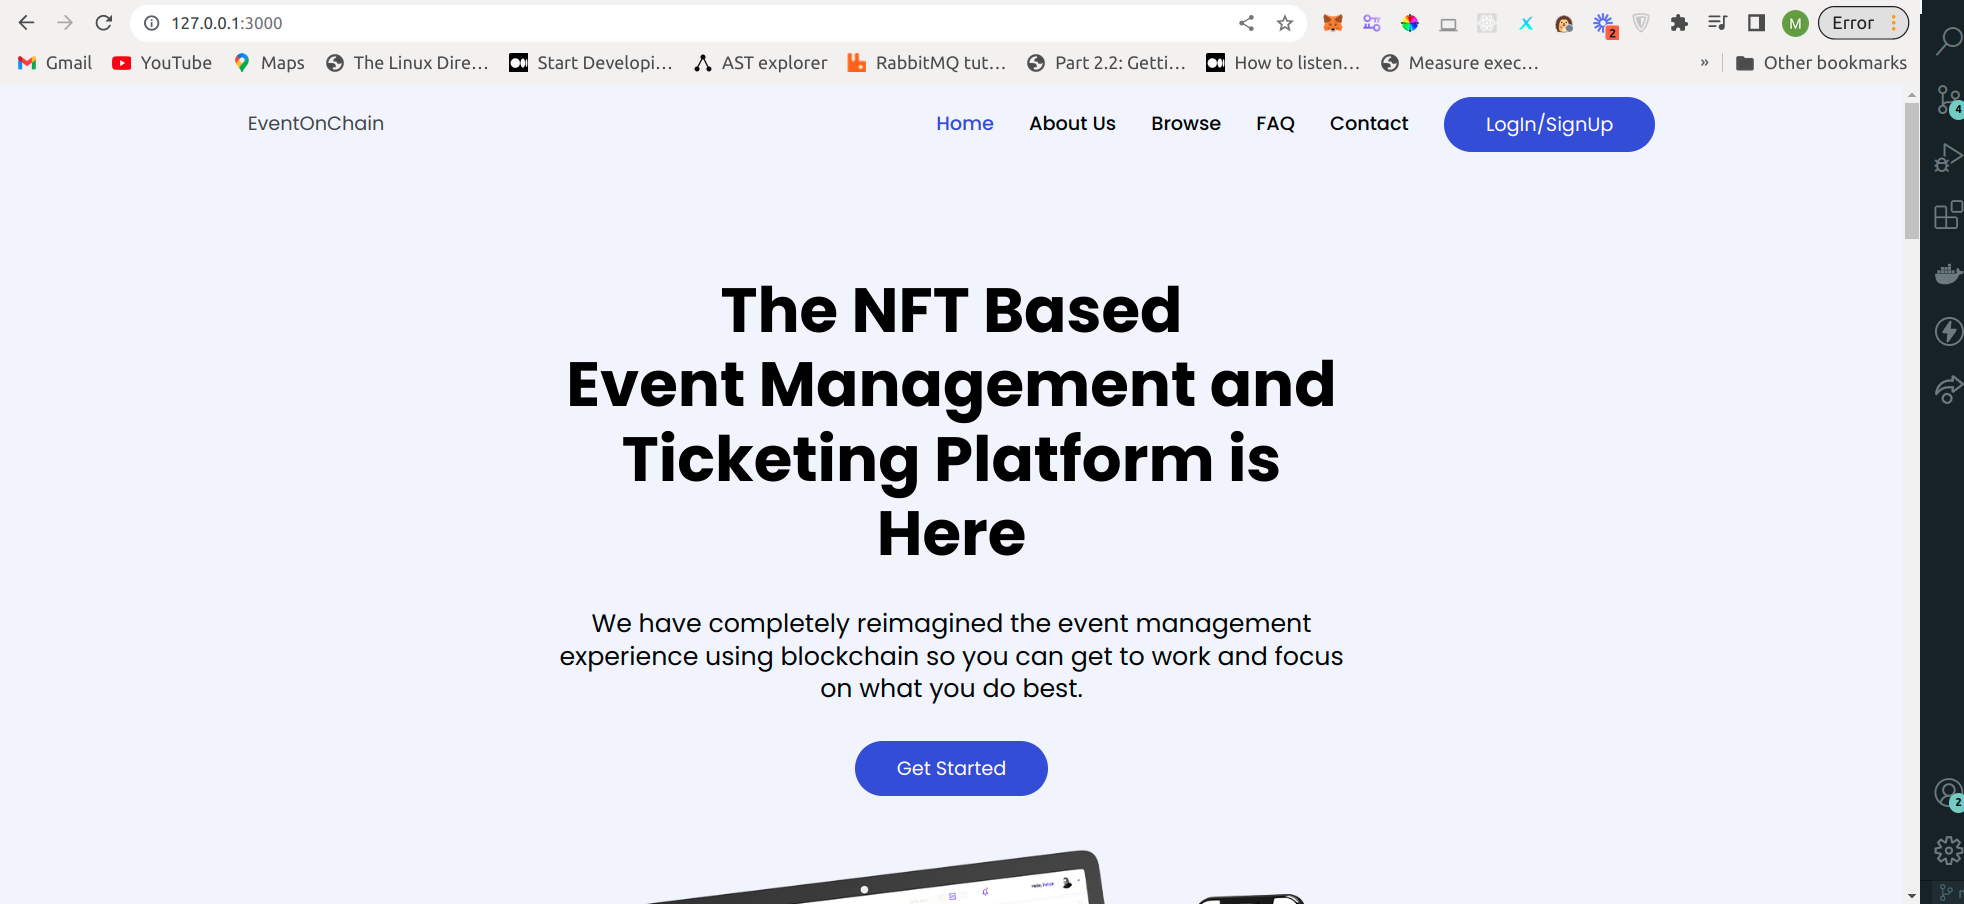 127.0.0.1:3000
2
M
Error
Gmail
YouTube
Maps
The Linux Dire...
Start Developi...
AST explorer
RabbitMQ tut...
Part 2.2: Getti...
How to listen...
Measure exec...
»
Other bookmarks
4
EventOnChain
Home
About Us
Browse
FAQ
Contact
LogIn/SignUp
The NFT Based
Event Management and
Ticketing Platform is
Here
We have completely reimagined the event management
experience using blockchain so you can get to work and focus
on what you do best.
Get Started
2